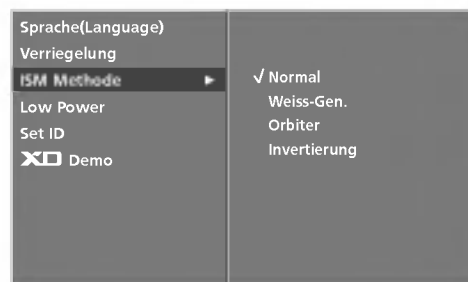 Sprache(Language)
Verriegelung
ISM Methode ►
Low Power
Set ID
XD Demo
√ Normal
Weiss-Gen.
Orbiter
Invertierung